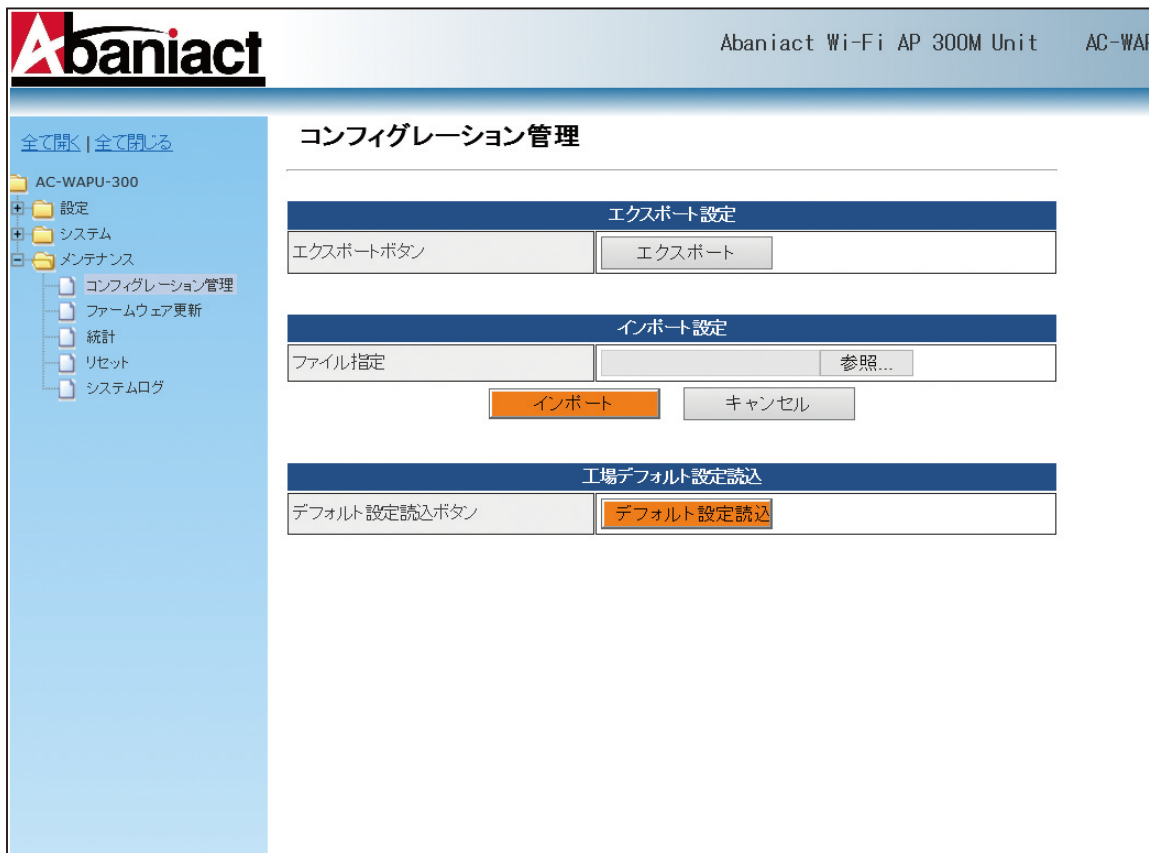 Abaniact
Abaniact Wi-Fi AP 300M Unit AC-WAP
全て開く | 全て閉じる
AC-WAPU-300
設定
システム
メンテナンス
コンフィグレーション管理
ファームウェア更新
統計
リセット
システムログ
コンフィグレーション管理
エクスポート設定
エクスポートボタン エクスポート
インポート設定
ファイル指定 参照...
インポート キャンセル
工場デフォルト設定読込
デフォルト設定読込ボタン デフォルト設定読込